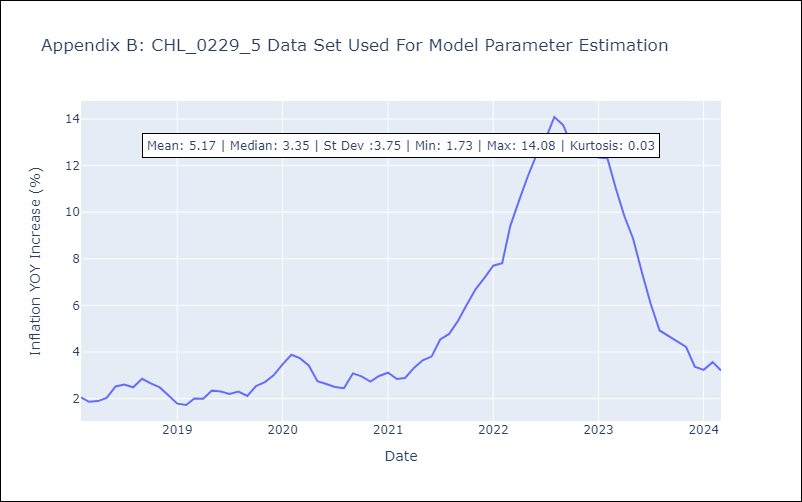 Appendix B: CHL_0229_5 Data Set Used For Model Parameter Estimation
14
Mean: 5.17 | Median: 3.35 | St Dev :3.75 | Min: 1.73 | Max: 14.08 | Kurtosis: 0.03
12
10
8
6
4
2
Inflation YOY Increase (%)
2019 2020 2021 2022 2023 2024
Date